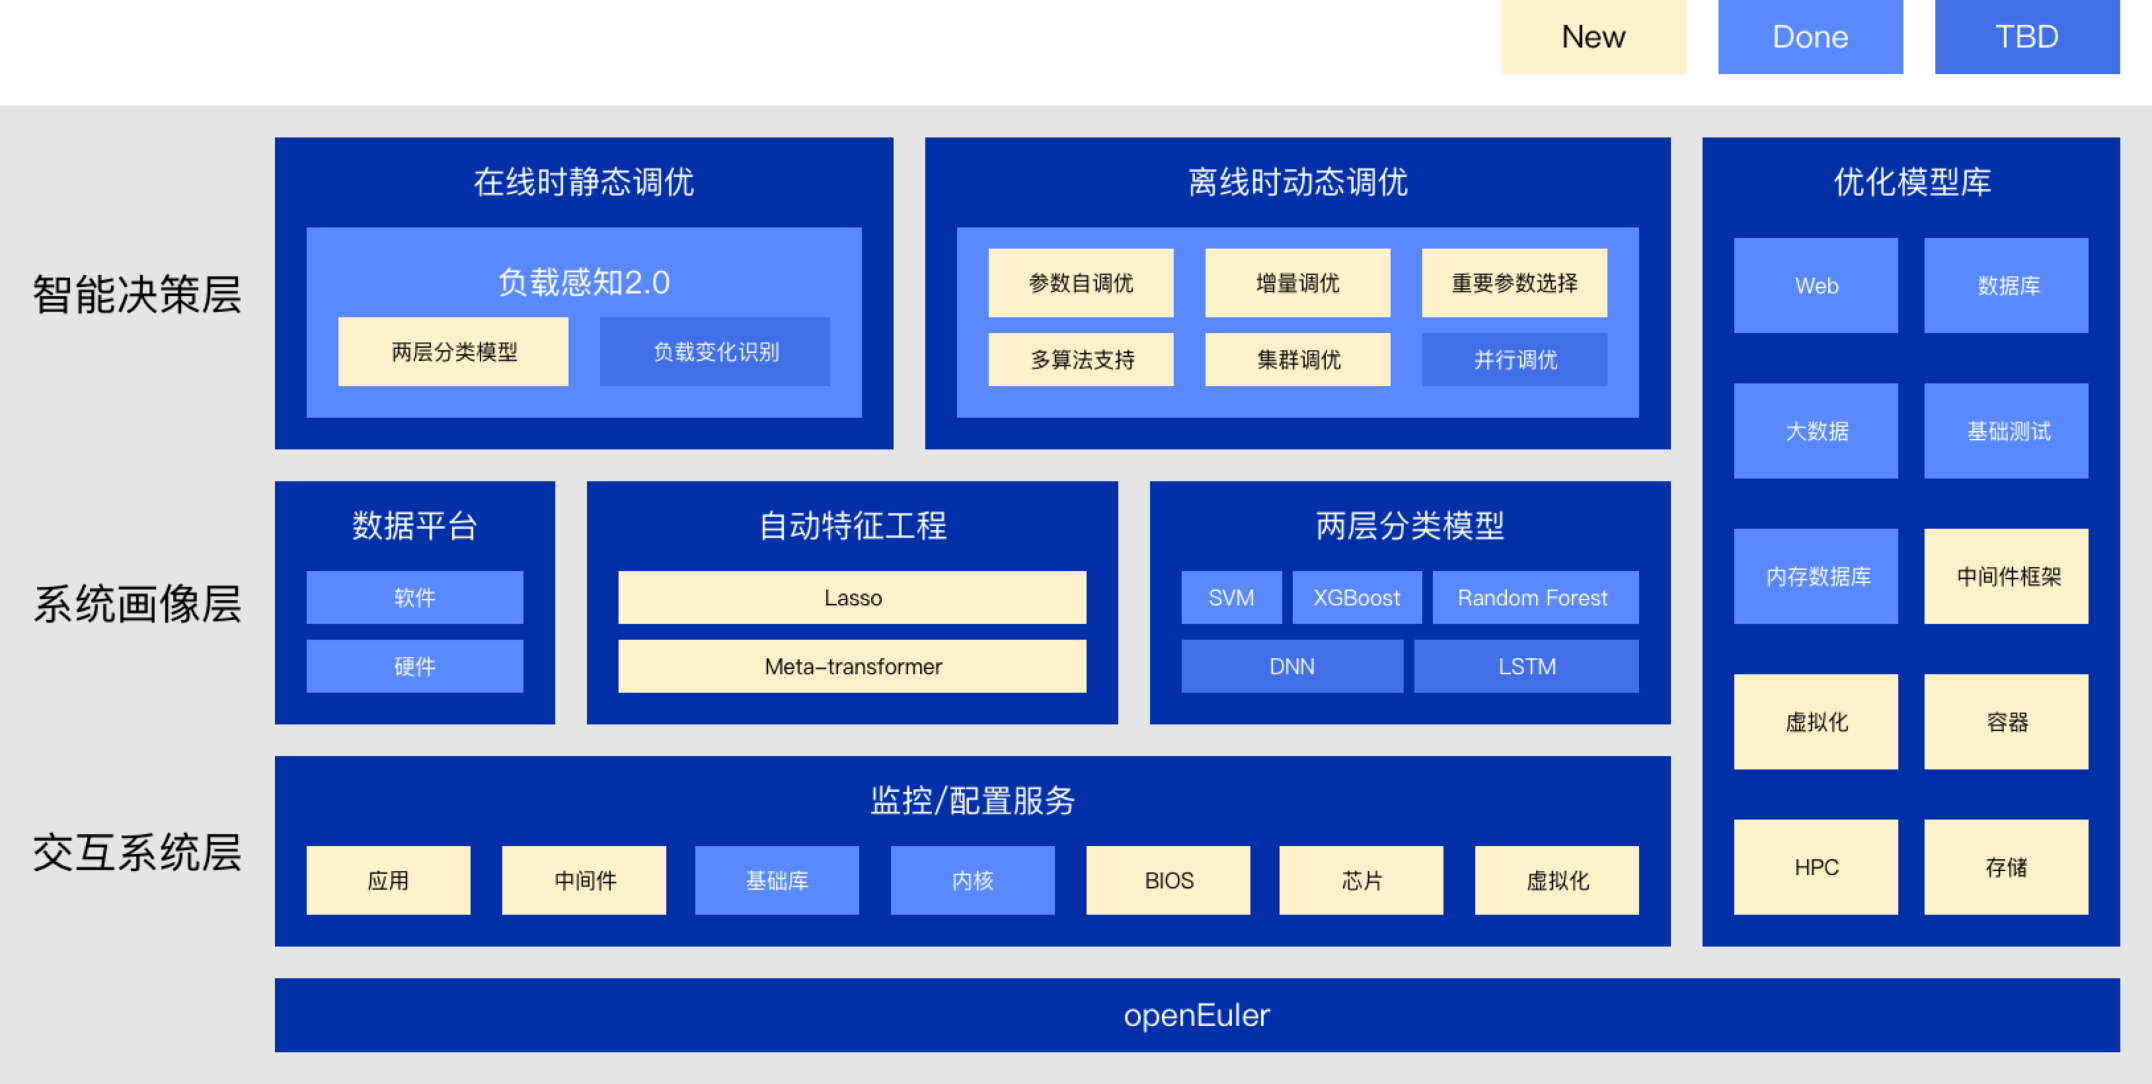 New
Done
TBD
智能决策层
在线时静态调优
负载感知2.0
两层分类模型
负载变化识别
离线时动态调优
参数自调优
增量调优
重要参数选择
多算法支持
集群调优
并行调优
优化模型库
Web
数据库
大数据
基础测试
内存数据库
中间件框架
虚拟化
容器
HPC
存储
系统画像层
数据平台
软件
硬件
自动特征工程
Lasso
Meta-transformer
两层分类模型
SVM
XGBoost
Random Forest
DNN
LSTM
交互系统层
监控/配置服务
应用
中间件
基础库
内核
BIOS
芯片
虚拟化
openEuler